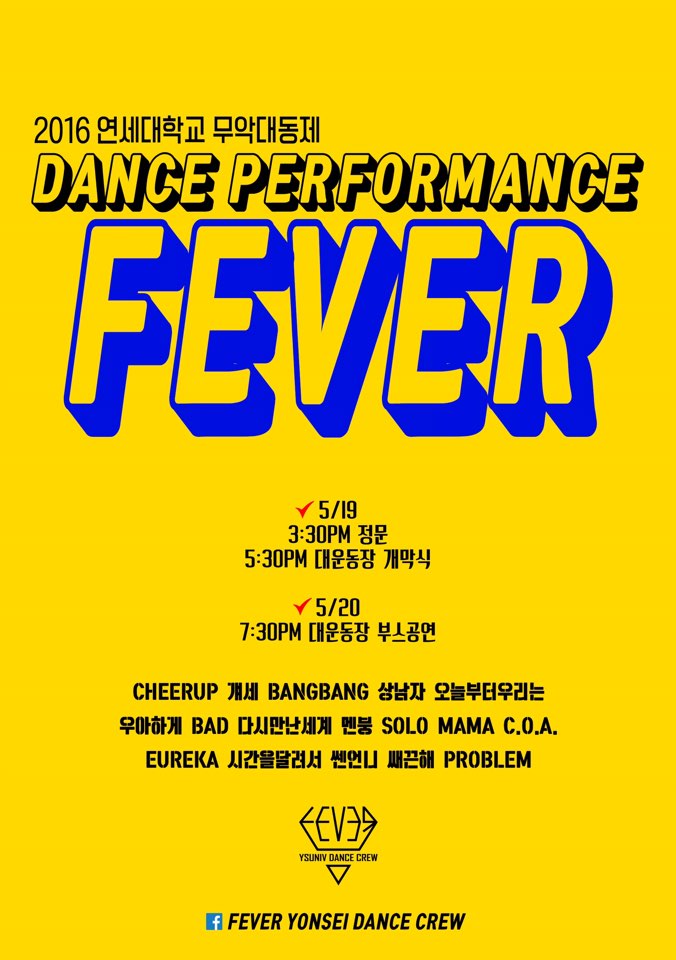 2016 연세대학교 무악대동제
DANCE PERFORMANCE
FEVER
5/19
3:30PM 정문
5:30PM 대운동장 개막식
5/20
7:30PM 대운동장 부스공연
CHEERUP 개세 BANGBANG 상남자 오늘부터우리는
우아하게 BAD 다시만난세계 멘붕 SOLO MAMA C.O.A.
EUREKA 시간을달려서 쎈언니 쌔끈해 PROBLEM
FEVER
YSUNIV DANCE CREW
FEVER YONSEI DANCE CREW